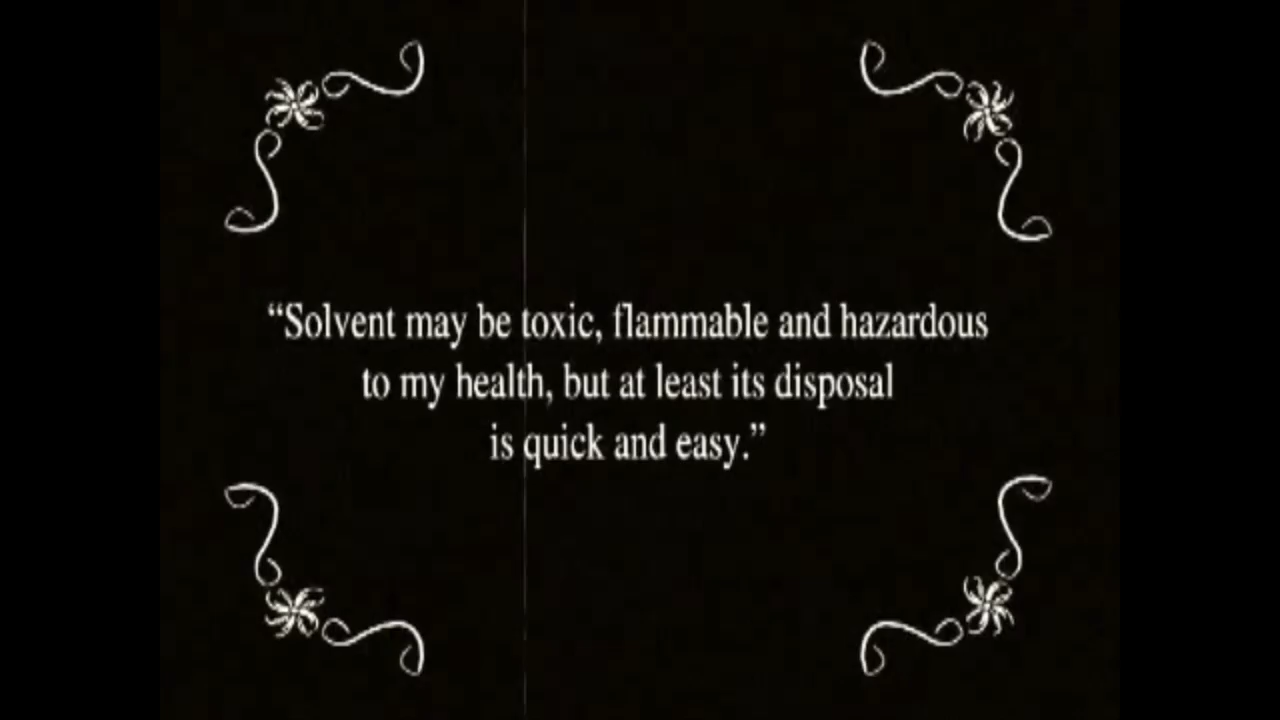 “Solvent may be toxic, flammable and hazardous
to my health, but at least its disposal
is quick and easy.”